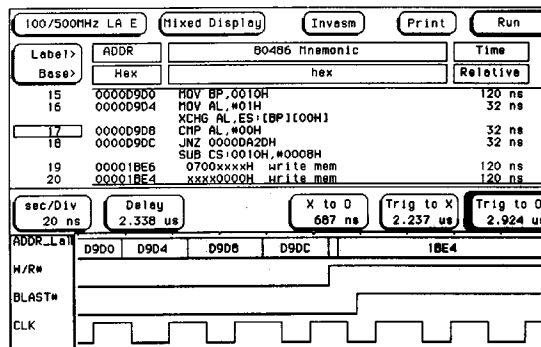 100/500MHz LA E Mixed Display Invasm Print Run
Label> ADDR 80486 Mnemonic Time
Base> Hex hex Relative
15 0000D9D0 MOV BP,0010H 120 ns
16 0000D9D4 MOV AL,#01H 32 ns
XCHG AL,ES:[BP][00H]
17 0000D9D8 CMP AL,#00H 32 ns
18 0000D9DC JNZ 0000DA2DH 32 ns
SUB CS:0010H,#0008H
19 00001BE6 0700xxxxH write mem 120 ns
20 00001BE4 xxxx0000H write mem 120 ns
sec/Div Delay X to O Trig to X Trig to O
20 ns 2.338 us 687 ns 2.237 us 2.924 us
ADDR_Lall D9D0 D9D4 D9D8 D9DC 1BE4
W/R#
BLAST#
CLK